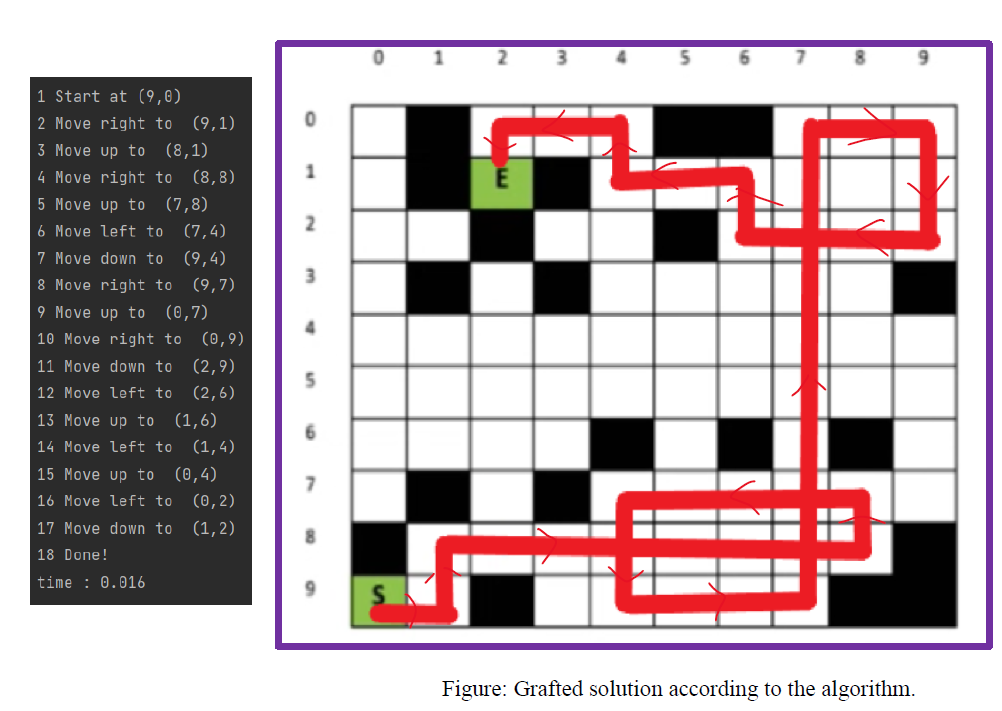 1 Start at (9,0)
2 Move right to (9,1)
3 Move up to (8,1)
4 Move right to (8,8)
5 Move up to (7,8)
6 Move left to (7,4)
7 Move down to (9,4)
8 Move right to (9,7)
9 Move up to (0,7)
10 Move right to (0,9)
11 Move down to (2,9)
12 Move left to (2,6)
13 Move up to (1,6)
14 Move left to (1,4)
15 Move up to (0,4)
16 Move left to (0,2)
17 Move down to (1,2)
18 Done!
time : 0.016
0 1 2 3 4 5 6 7 8 9
0
1 E
2
3
4
5
6
7
8
9 S
Figure: Grafted solution according to the algorithm.